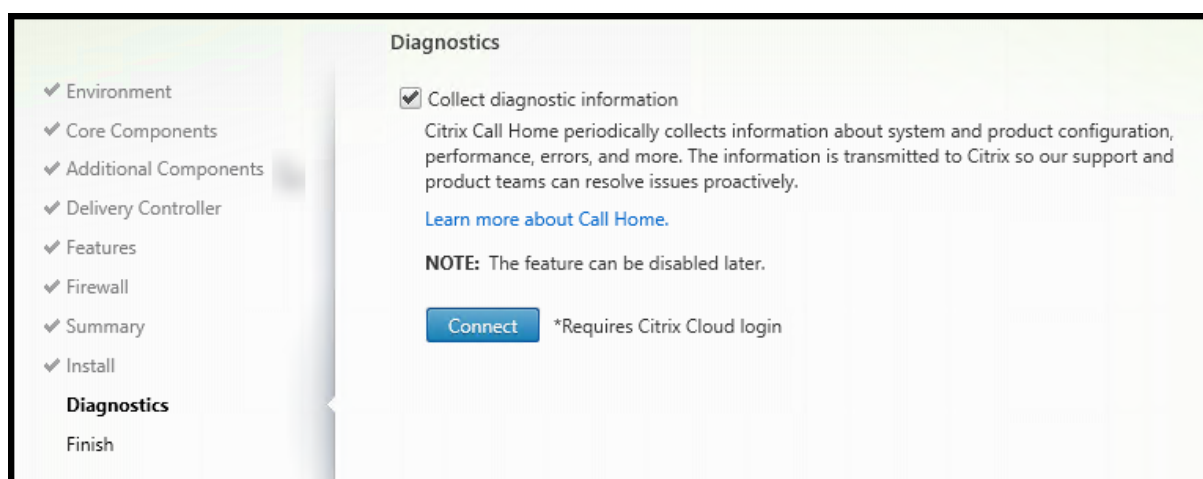 Diagnostics
Environment
Core Components
Additional Components
Delivery Controller
Features
Firewall
Summary
Install
Diagnostics
Finish
Collect diagnostic information
Citrix Call Home periodically collects information about system and product configuration,
performance, errors, and more. The information is transmitted to Citrix so our support and
product teams can resolve issues proactively.
Learn more about Call Home.
NOTE: The feature can be disabled later.
Connect *Requires Citrix Cloud login